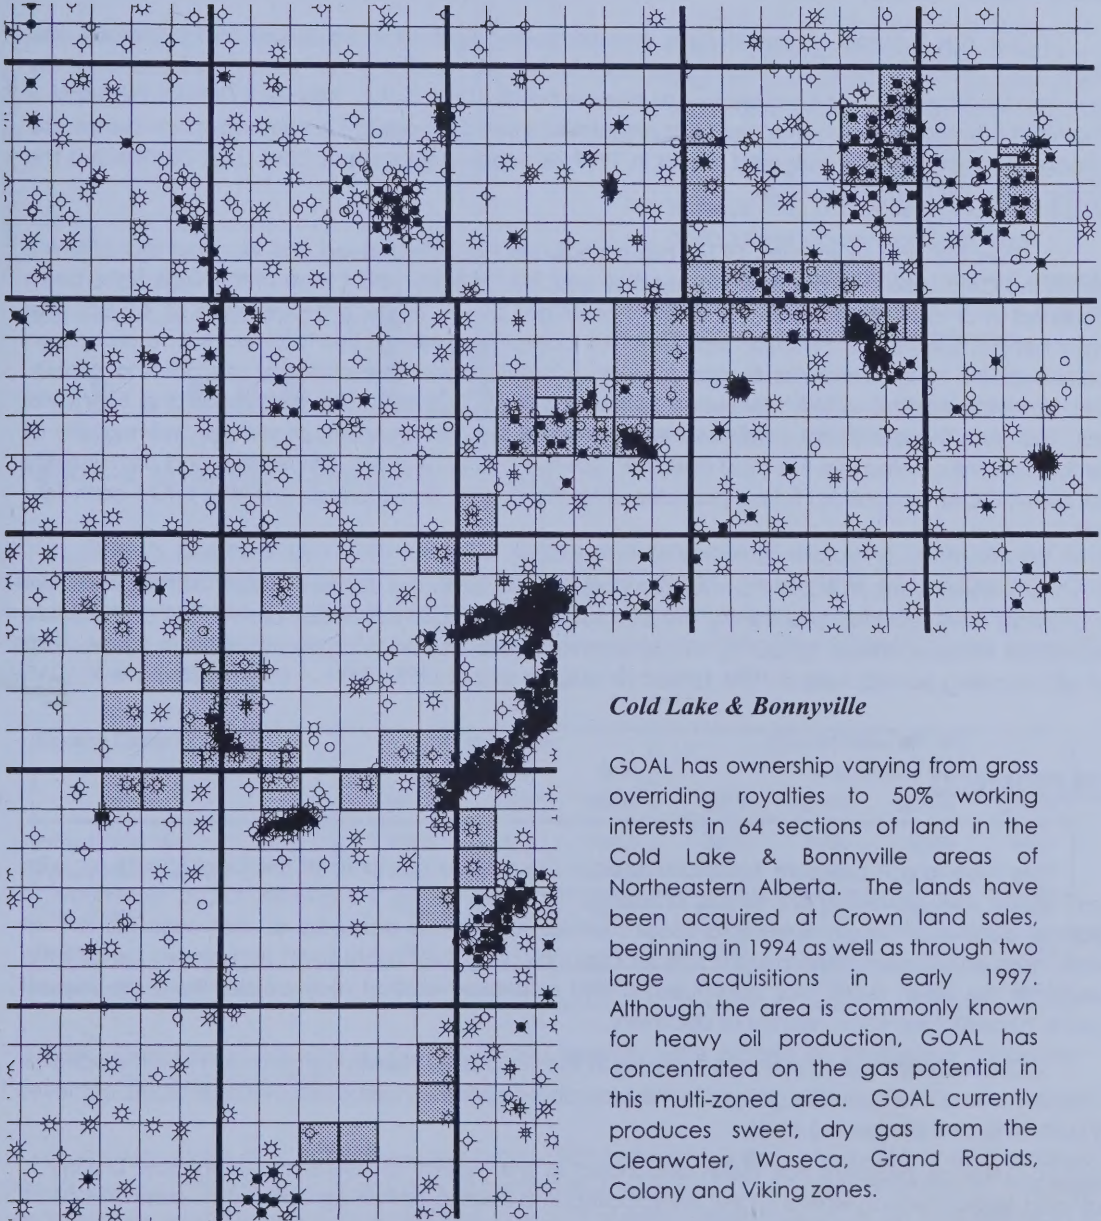 Cold Lake & Bonnyville
GOAL has ownership varying from gross
overriding royalties to 50% working
interests in 64 sections of land in the
Cold Lake & Bonnyville areas of
Northeastern Alberta. The lands have
been acquired at Crown land sales,
beginning in 1994 as well as through two
large acquisitions in early 1997.
Although the area is commonly known
for heavy oil production, GOAL has
concentrated on the gas potential in
this multi-zoned area. GOAL currently
produces sweet, dry gas from the
Clearwater, Waseca, Grand Rapids,
Colony and Viking zones.